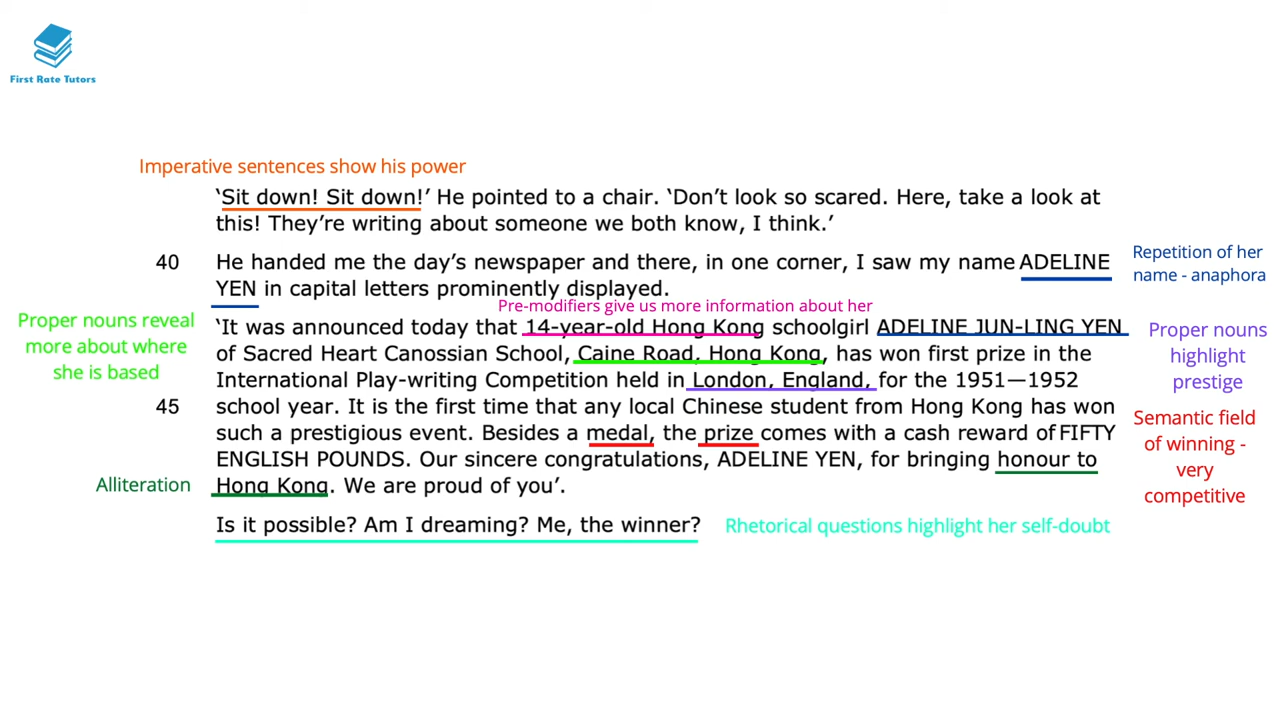 First Rate Tutors
Imperative sentences show his power
‘Sit down! Sit down!’ He pointed to a chair. ‘Don’t look so scared. Here, take a look at
this! They’re writing about someone we both know, I think.’
40 He handed me the day’s newspaper and there, in one corner, I saw my name ADELINE
YEN in capital letters prominently displayed.
Repetition of her
name - anaphora
Pre-modifiers give us more information about her
Proper nouns reveal
more about where
she is based
‘It was announced today that 14-year-old Hong Kong schoolgirl ADELINE JUN-LING YEN
of Sacred Heart Canossian School, Caine Road, Hong Kong, has won first prize in the
International Play-writing Competition held in London, England, for the 1951—1952
45 school year. It is the first time that any local Chinese student from Hong Kong has won
such a prestigious event. Besides a medal, the prize comes with a cash reward of FIFTY
ENGLISH POUNDS. Our sincere congratulations, ADELINE YEN, for bringing honour to
Hong Kong. We are proud of you’.
Proper nouns
highlight
prestige
Semantic field
of winning -
very
competitive
Alliteration
Is it possible? Am I dreaming? Me, the winner?
Rhetorical questions highlight her self-doubt